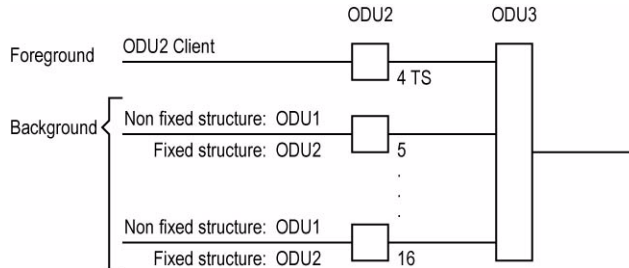 ODU2 ODU3
Foreground ODU2 Client
4 TS
Background Non fixed structure: ODU1
Fixed structure: ODU2 5
.
.
.
Non fixed structure: ODU1
Fixed structure: ODU2 16